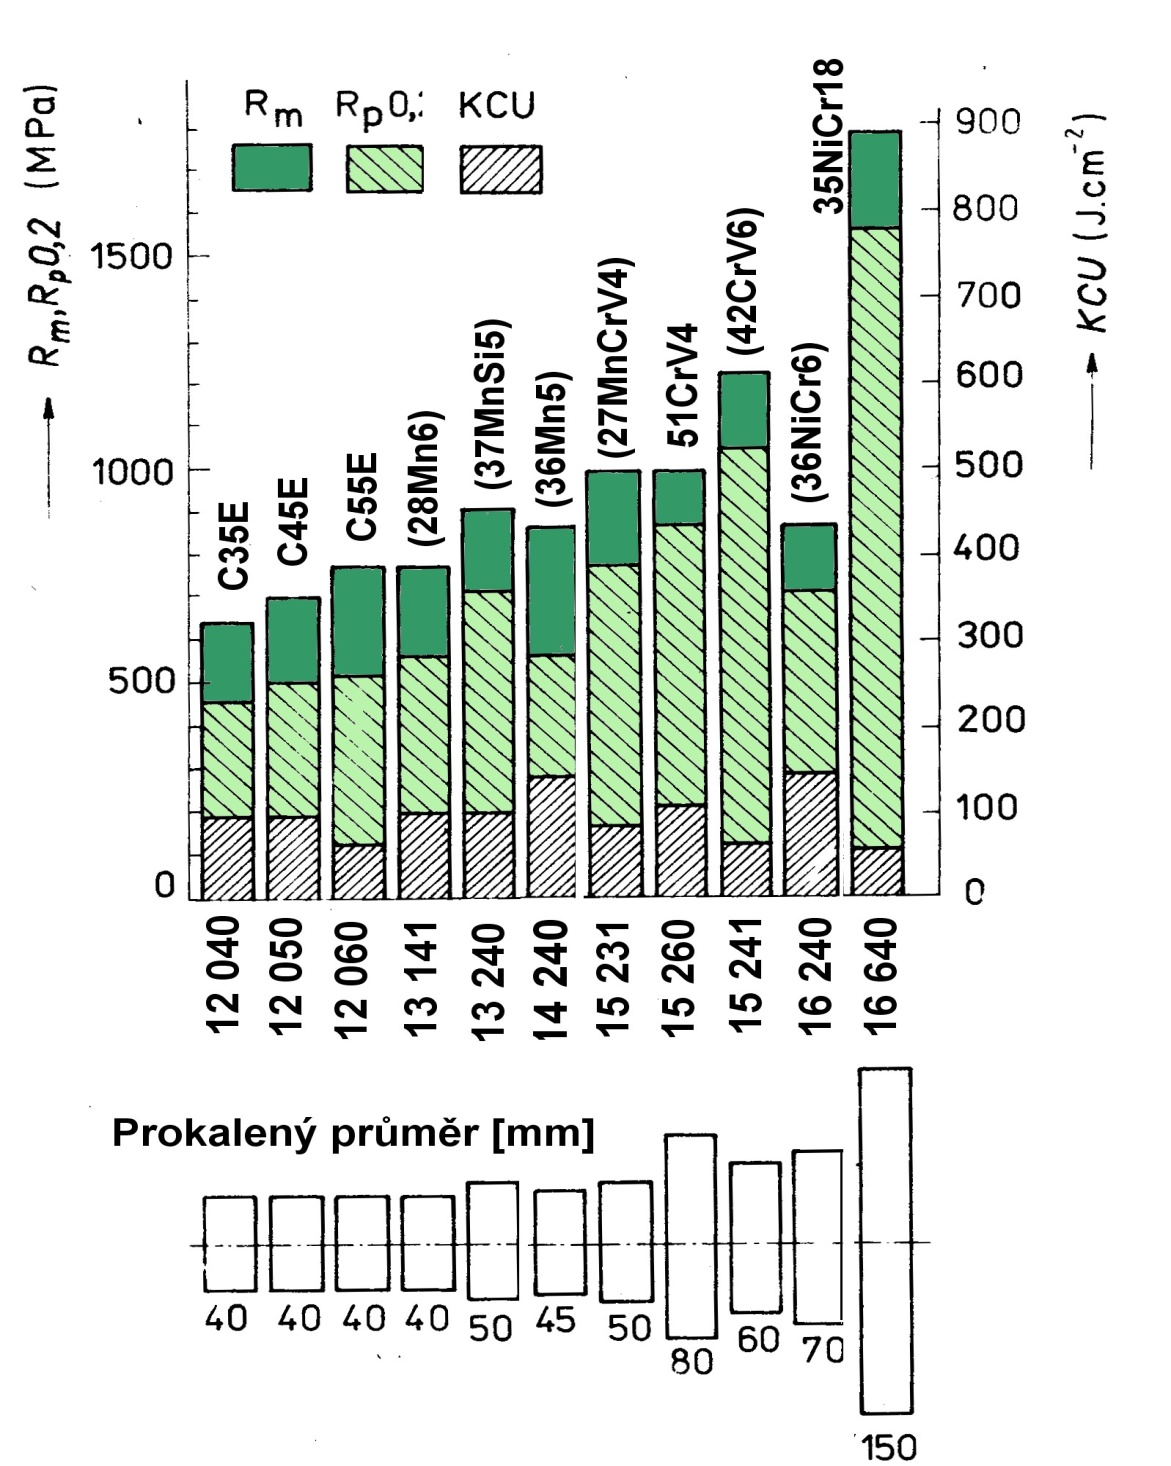 Rm Rp0,2 KCU
Rm,Rp0,2 (MPa)
1500
1000
500
0
KCU (J.cm-2)
900
800
700
600
500
400
300
200
100
0
C35E
C45E
C55E
(28Mn6)
(37MnSi5)
(36Mn5)
(27MnCrV4)
51CrV4
(42CrV6)
(36NiCr6)
35NiCr18
12 040
12 050
12 060
13 141
13 240
14 240
15 231
15 260
15 241
16 240
16 640
Prokalený průměr [mm]
40 40 40 40 50 45 50 80 60 70 150